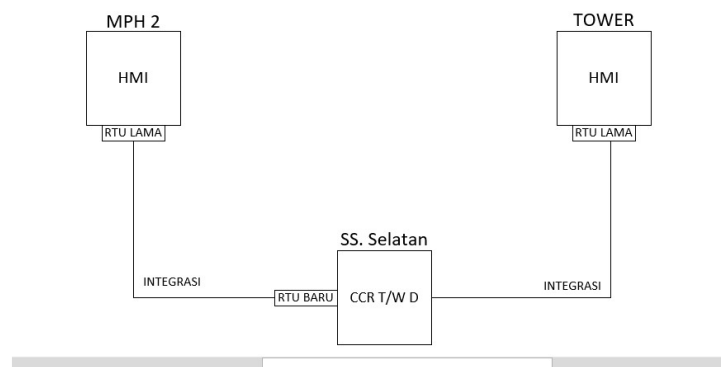 MPH 2
TOWER
HMI
HMI
RTU LAMA
RTU LAMA
SS. Selatan
INTEGRASI
RTU BARU
CCR T/W D
INTEGRASI